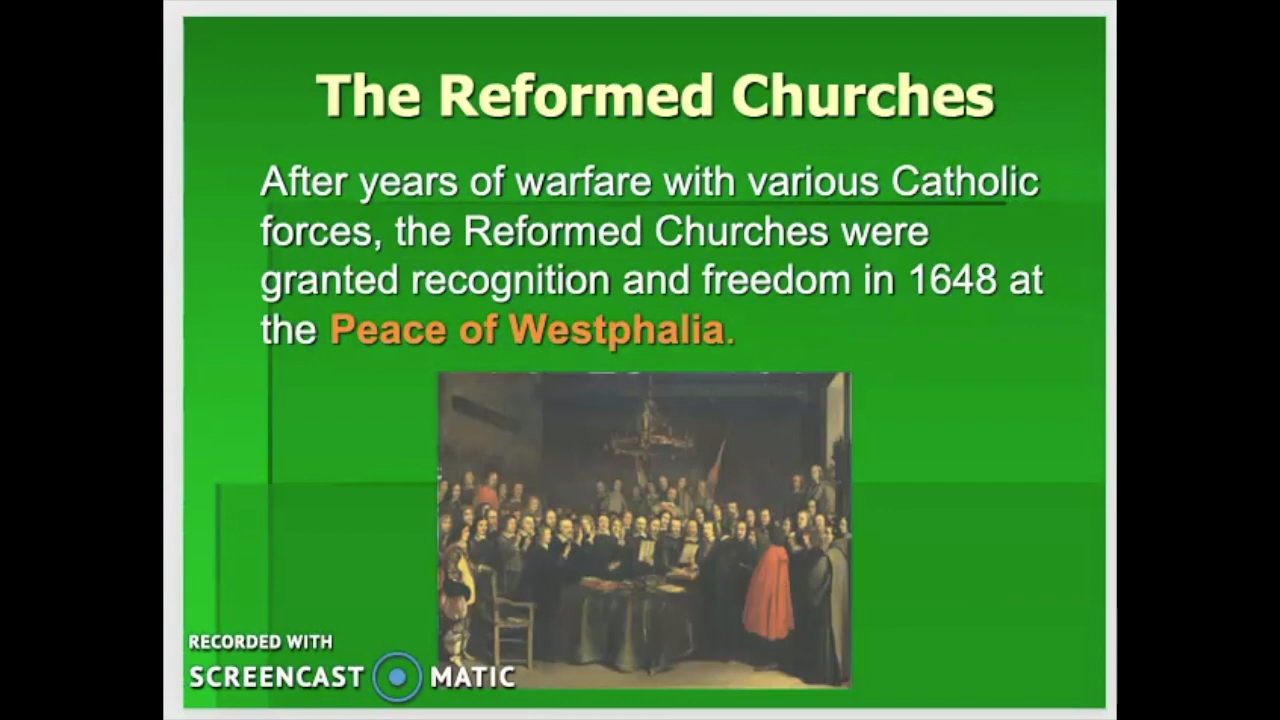 The Reformed Churches
After years of warfare with various Catholic
forces, the Reformed Churches were
granted recognition and freedom in 1648 at
the Peace of Westphalia.
RECORDED WITH
SCREENCAST MATIC